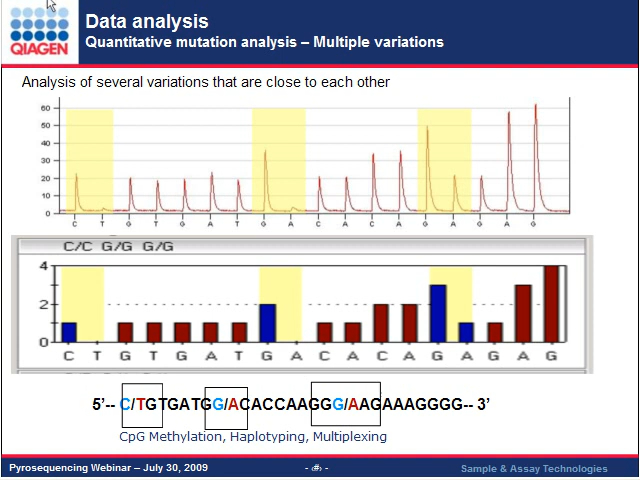 QIAGEN
Data analysis
Quantitative mutation analysis – Multiple variations
Analysis of several variations that are close to each other
60
50
40
30
20
10
0
C T G T G A T G A C A C A G A G A G
C/C G/G G/G
4
2
0
C T G T G A T G A C A C A G A G A G
5'-- C/TGTGATGG/ACACCAAGGG/AAGAAAGGGG-- 3'
CpG Methylation, Haplotyping, Multiplexing
Pyrosequencing Webinar – July 30, 2009
- ‹#› -
Sample & Assay Technologies